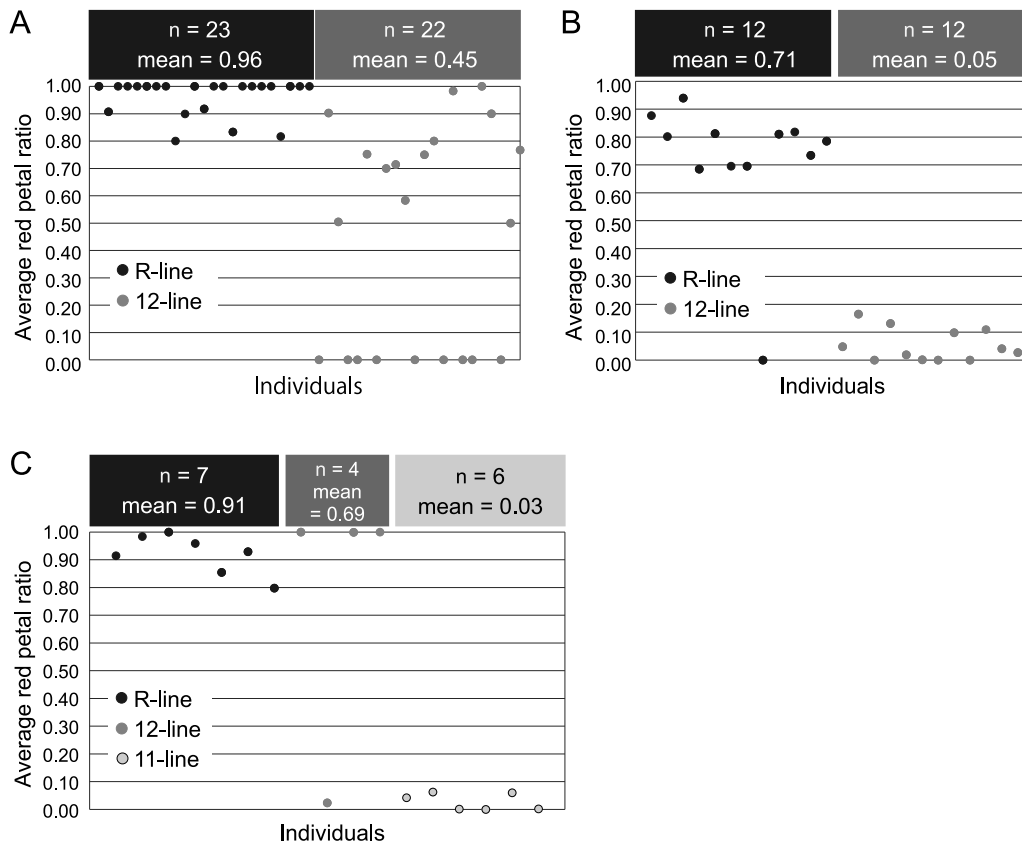 A
n = 23
mean = 0.96
n = 22
mean = 0.45
Average red petal ratio
1.00
0.90
0.80
0.70
0.60
0.50
0.40
0.30
0.20
0.10
0.00
R-line
12-line
Individuals
B
n = 12
mean = 0.71
n = 12
mean = 0.05
Average red petal ratio
1.00
0.90
0.80
0.70
0.60
0.50
0.40
0.30
0.20
0.10
0.00
R-line
12-line
Individuals
C
n = 7
mean = 0.91
n = 4
mean
= 0.69
n = 6
mean = 0.03
Average red petal ratio
1.00
0.90
0.80
0.70
0.60
0.50
0.40
0.30
0.20
0.10
0.00
R-line
12-line
11-line
Individuals